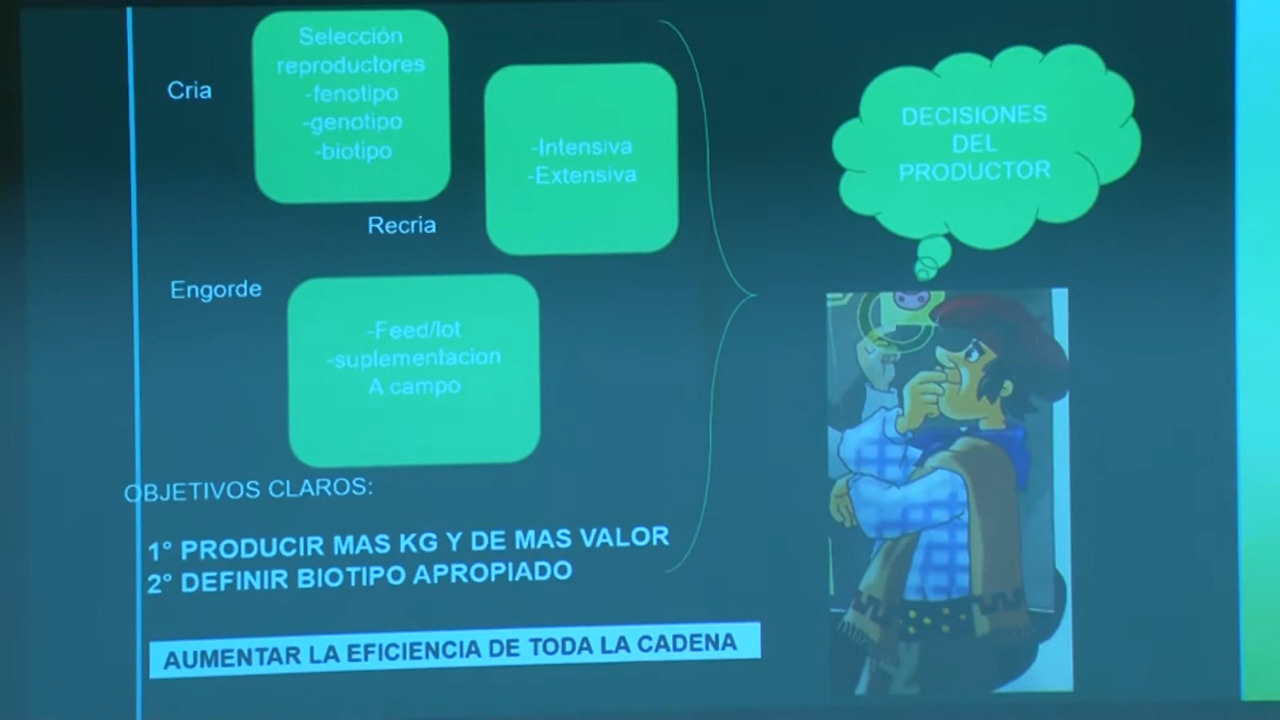 Cria
Selección
reproductores
-fenotipo
-genotipo
-biotipo
Recria
-Intensiva
-Extensiva
Engorde
-Feed/lot
-suplementacion
A campo
DECISIONES
DEL
PRODUCTOR
OBJETIVOS CLAROS:
1° PRODUCIR MAS KG Y DE MAS VALOR
2° DEFINIR BIOTIPO APROPIADO
AUMENTAR LA EFICIENCIA DE TODA LA CADENA